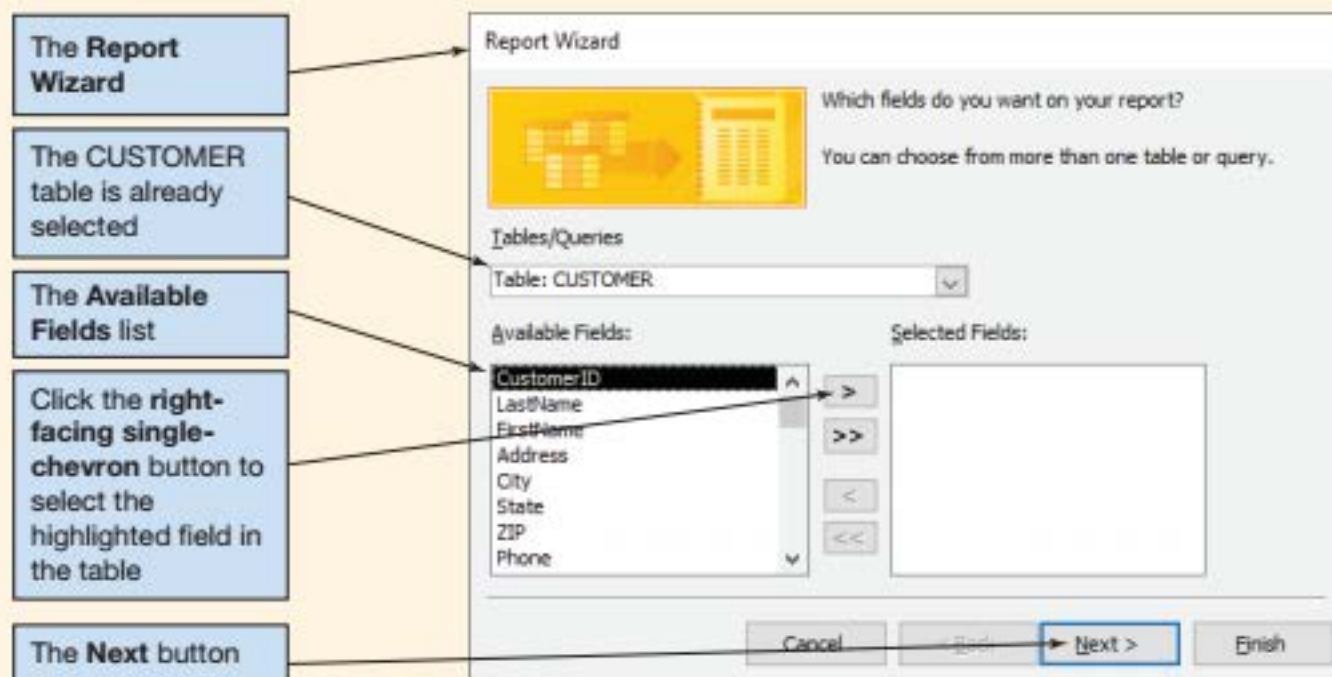 The Report
Wizard
The CUSTOMER
table is already
selected
The Available
Fields list
Click the right-
facing single-
chevron button to
select the
highlighted field in
the table
The Next button
Report Wizard
Which fields do you want on your report?
You can choose from more than one table or query.
Tables/Queries
Table: CUSTOMER
Available Fields:
Selected Fields:
CustomerID
LastName
FirstName
Address
City
State
ZIP
Phone
>
>>
<
<<
Cancel
< Back
Next >
Finish